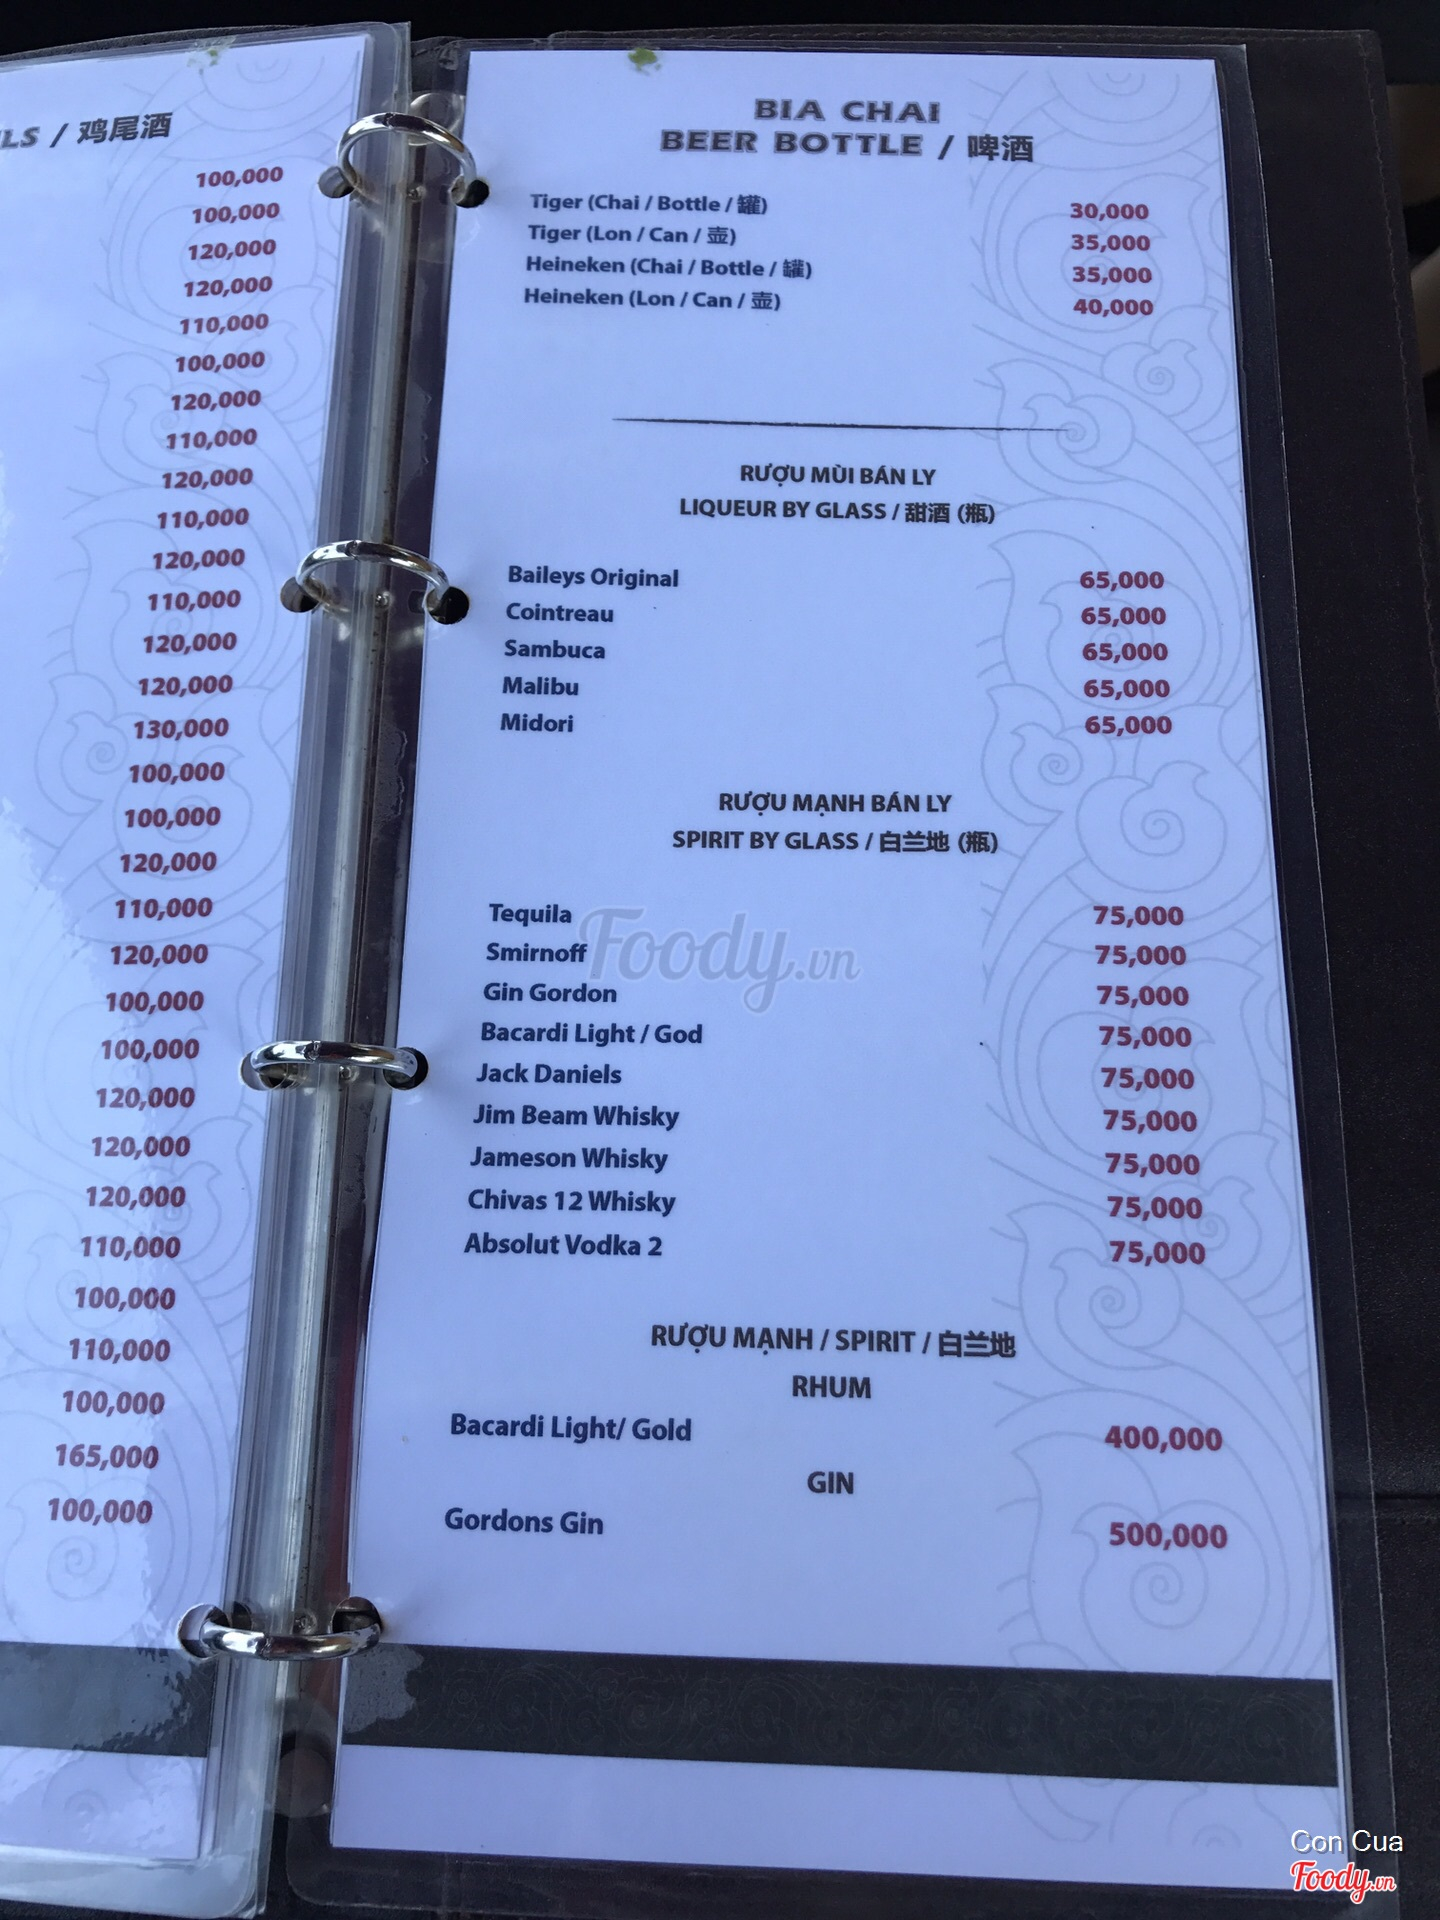 LS / 鸡尾酒
100,000
100,000
120,000
120,000
110,000
100,000
120,000
110,000
120,000
110,000
120,000
110,000
120,000
120,000
130,000
100,000
100,000
120,000
110,000
120,000
100,000
100,000
120,000
120,000
120,000
110,000
100,000
110,000
100,000
165,000
100,000
BIA CHAI
BEER BOTTLE / 啤酒
Tiger (Chai / Bottle / 罐) 30,000
Tiger (Lon / Can / 壶) 35,000
Heineken (Chai / Bottle / 罐) 35,000
Heineken (Lon / Can / 壶) 40,000
RƯỢU MÙI BÁN LY
LIQUEUR BY GLASS / 甜酒 (瓶)
Baileys Original 65,000
Cointreau 65,000
Sambuca 65,000
Malibu 65,000
Midori 65,000
RƯỢU MẠNH BÁN LY
SPIRIT BY GLASS / 白兰地 (瓶)
Tequila 75,000
Smirnoff 75,000
Gin Gordon 75,000
Bacardi Light / God 75,000
Jack Daniels 75,000
Jim Beam Whisky 75,000
Jameson Whisky 75,000
Chivas 12 Whisky 75,000
Absolut Vodka 2 75,000
RƯỢU MẠNH / SPIRIT / 白兰地
RHUM
Bacardi Light/ Gold 400,000
GIN
Gordons Gin 500,000
Foody.vn
Con Cua
Foody.vn